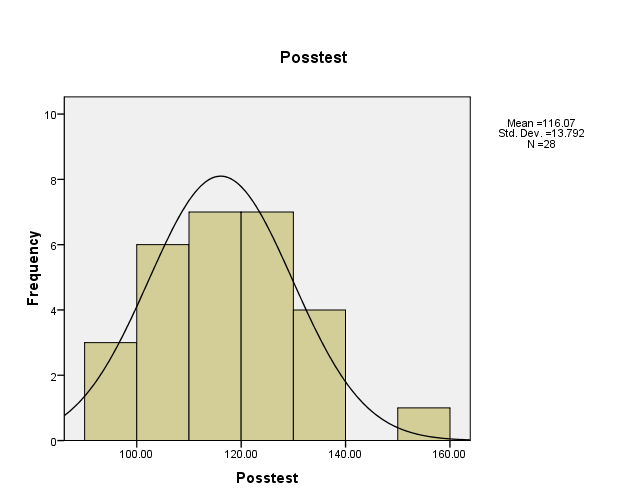 Posstest
Mean =116.07
Std. Dev. =13.792
N =28
Frequency
10
8
6
4
2
0
100.00 120.00 140.00 160.00
Posstest